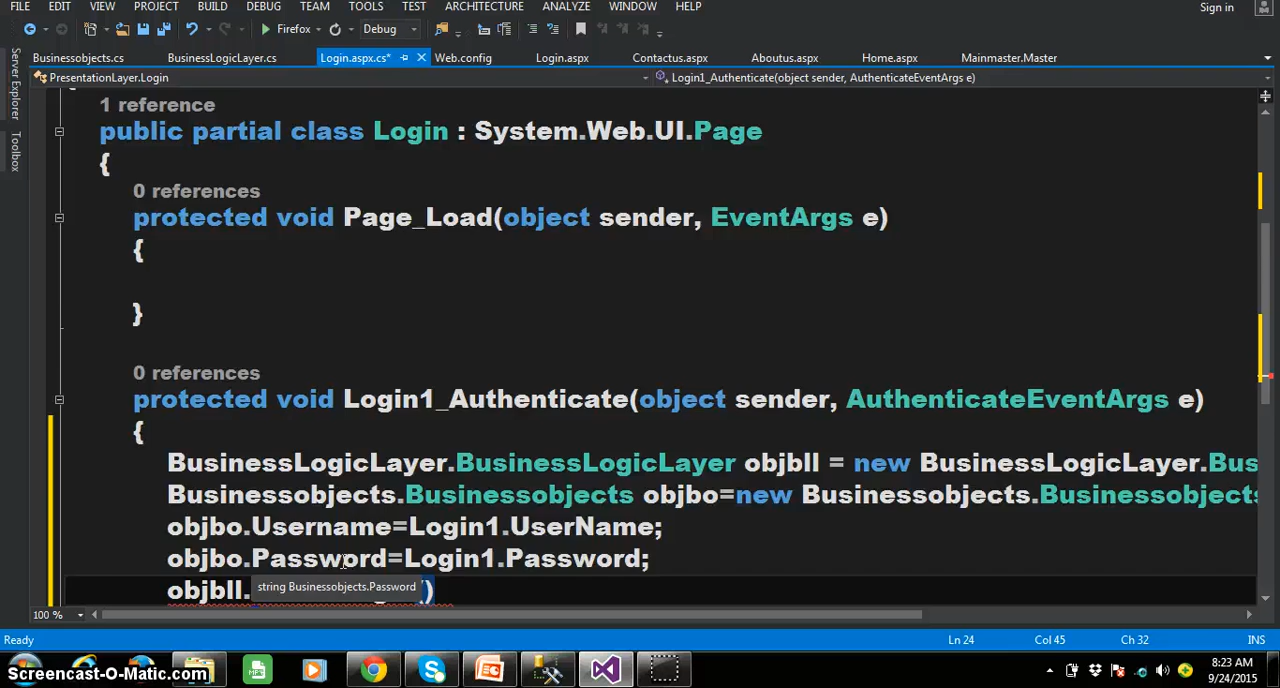 FILE EDIT VIEW PROJECT BUILD DEBUG TEAM TOOLS TEST ARCHITECTURE ANALYZE WINDOW HELP Sign in
Firefox Debug
Businessobjects.cs BusinessLogicLayer.cs Login.aspx.cs* Web.config Login.aspx Contactus.aspx Aboutus.aspx Home.aspx Mainmaster.Master
PresentationLayer.Login Login1_Authenticate(object sender, AuthenticateEventArgs e)
Server Explorer
Toolbox
1 reference
public partial class Login : System.Web.UI.Page
{
0 references
protected void Page_Load(object sender, EventArgs e)
{
}
0 references
protected void Login1_Authenticate(object sender, AuthenticateEventArgs e)
{
BusinessLogicLayer.BusinessLogicLayer objbll = new BusinessLogicLayer.Bus
Businessobjects.Businessobjects objbo=new Businessobjects.Businessobjects
objbo.Username=Login1.UserName;
objbo.Password=Login1.Password;
objbll. ()
string Businessobjects.Password
100 %
Ready Ln 24 Col 45 Ch 32 INS
Screencast-O-Matic.com
8:23 AM
9/24/2015